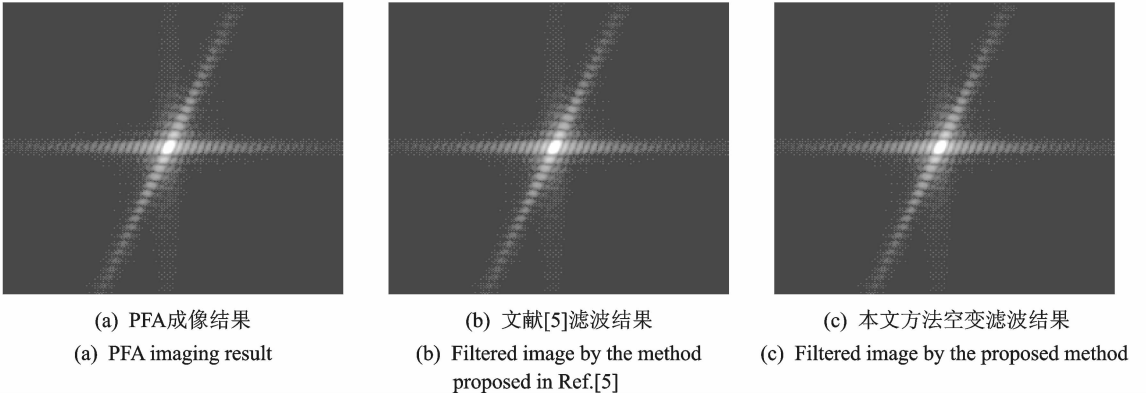 (a) PFA成像结果
(a) PFA imaging result
(b) 文献[5]滤波结果
(b) Filtered image by the method
proposed in Ref.[5]
(c) 本文方法空变滤波结果
(c) Filtered image by the proposed method